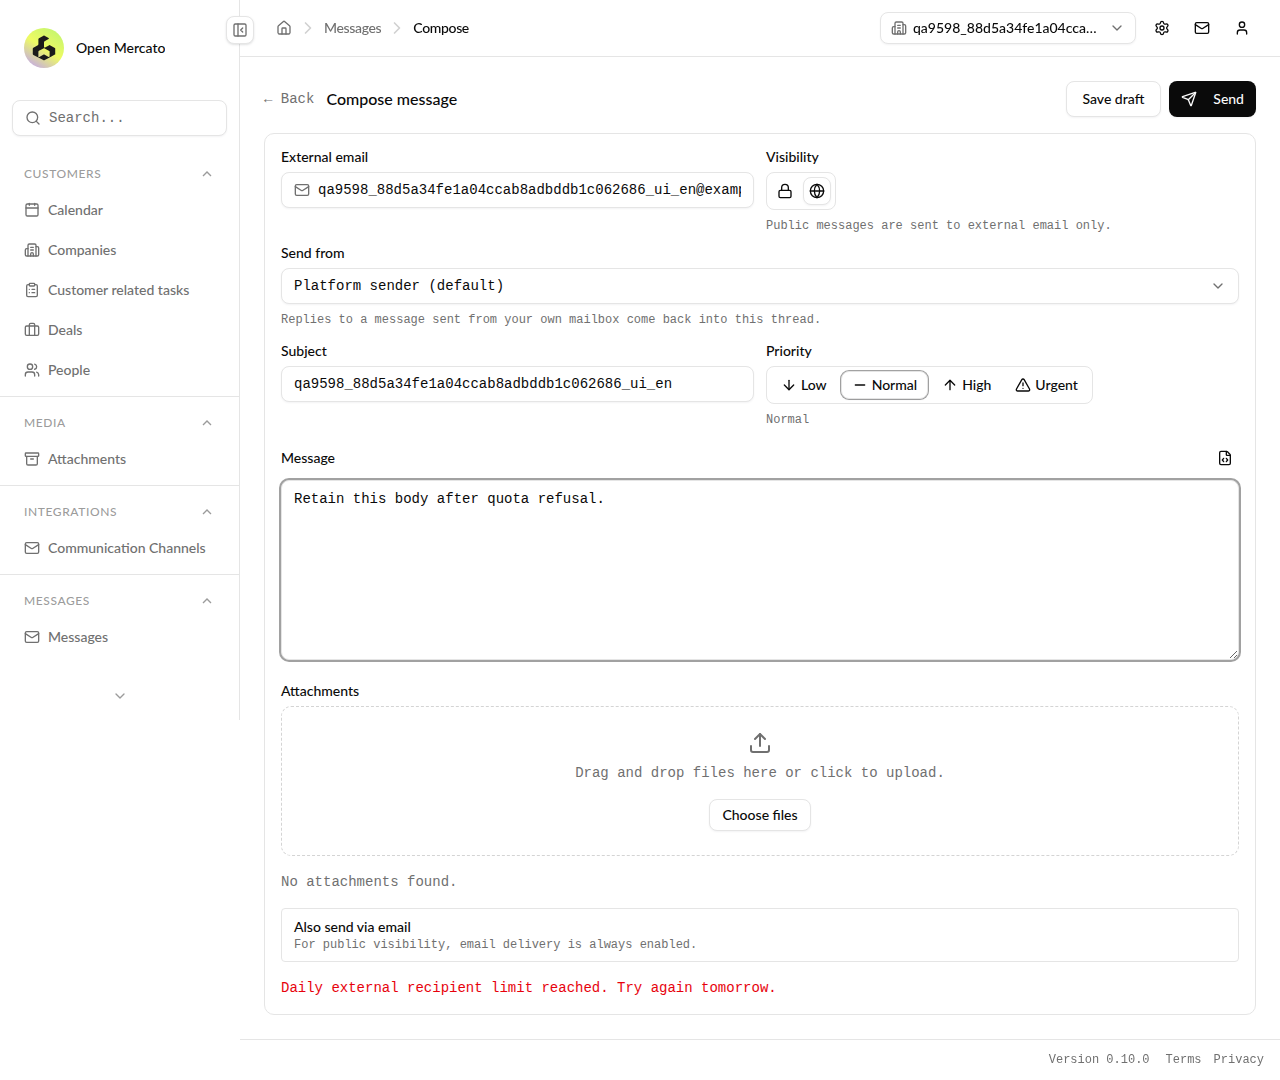 Open Mercato
Search...
CUSTOMERS
Calendar
Companies
Customer related tasks
Deals
People
MEDIA
Attachments
INTEGRATIONS
Communication Channels
MESSAGES
Messages
Messages
Compose
qa9598_88d5a34fe1a04cca...
← Back
Compose message
Save draft
Send
External email
qa9598_88d5a34fe1a04ccab8adbddb1c062686_ui_en@examp
Visibility
Public messages are sent to external email only.
Send from
Platform sender (default)
Replies to a message sent from your own mailbox come back into this thread.
Subject
qa9598_88d5a34fe1a04ccab8adbddb1c062686_ui_en
Priority
Low
Normal
High
Urgent
Normal
Message
Retain this body after quota refusal.
Attachments
Drag and drop files here or click to upload.
Choose files
No attachments found.
Also send via email
For public visibility, email delivery is always enabled.
Daily external recipient limit reached. Try again tomorrow.
Version 0.10.0
Terms
Privacy